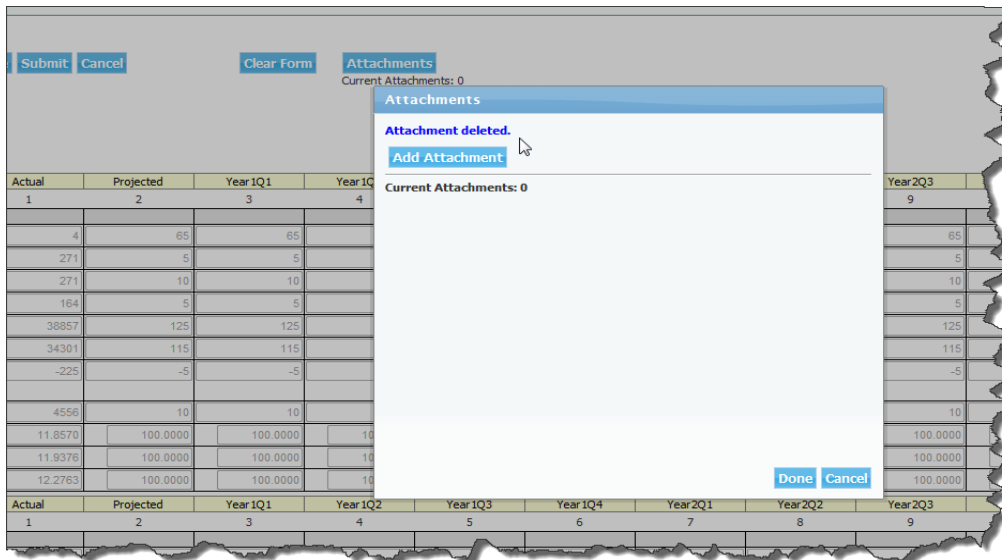 Submit Cancel Clear Form Attachments
Current Attachments: 0
Attachments
Attachment deleted.
Add Attachment
Current Attachments: 0
Done Cancel
Actual Projected Year1Q1 Year2Q3
1 2 3 4 9
4 65 65 65
271 5 5 5
271 10 10 10
164 5 5 5
38857 125 125 125
34301 115 115 115
-225 -5 -5 -5
4556 10 10 10
11.8570 100.0000 100.0000 100.0000
11.9376 100.0000 100.0000 100.0000
12.2763 100.0000 100.0000 100.0000
Actual Projected Year1Q1 Year1Q2 Year1Q3 Year1Q4 Year2Q1 Year2Q2 Year2Q3
1 2 3 4 5 6 7 8 9